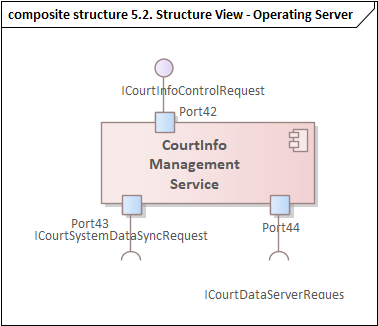 composite structure 5.2. Structure View - Operating Server
ICourtInfoControlRequest
Port42
CourtInfo
Management
Service
Port43
Port44
ICourtSystemDataSyncRequest
ICourtDataServerReques